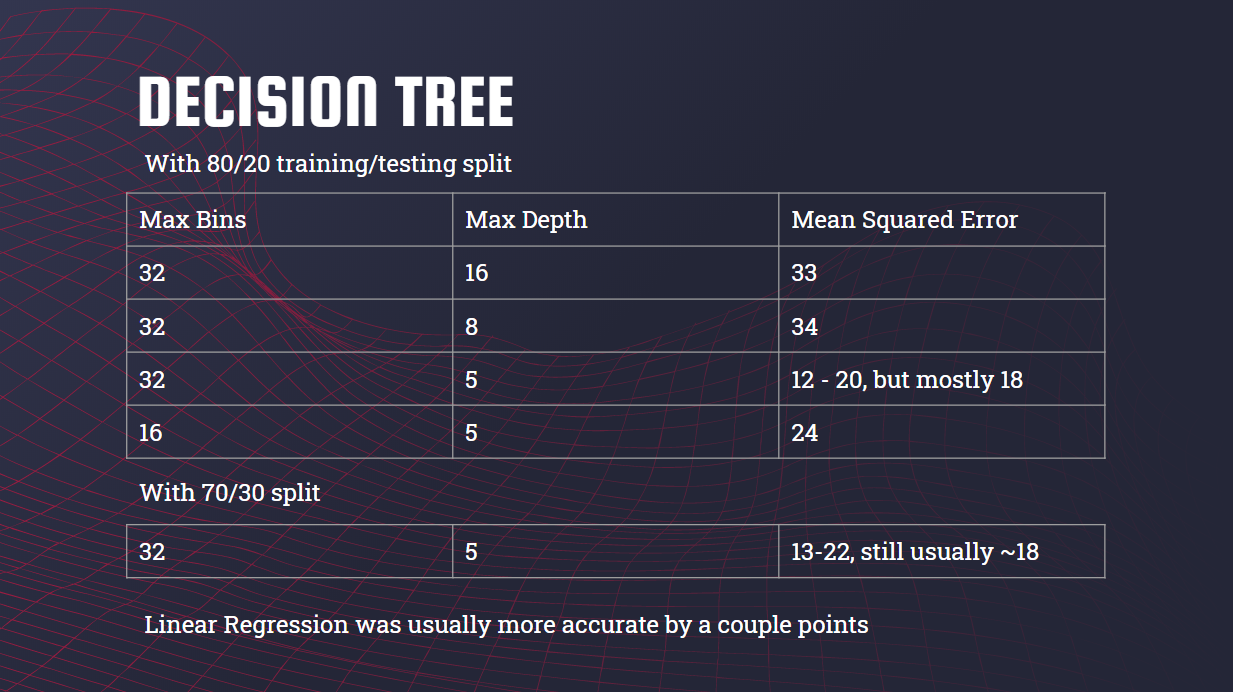 DECISION TREE
With 80/20 training/testing split
Max Bins Max Depth Mean Squared Error
32 16 33
32 8 34
32 5 12 - 20, but mostly 18
16 5 24
With 70/30 split
32 5 13-22, still usually ~18
Linear Regression was usually more accurate by a couple points